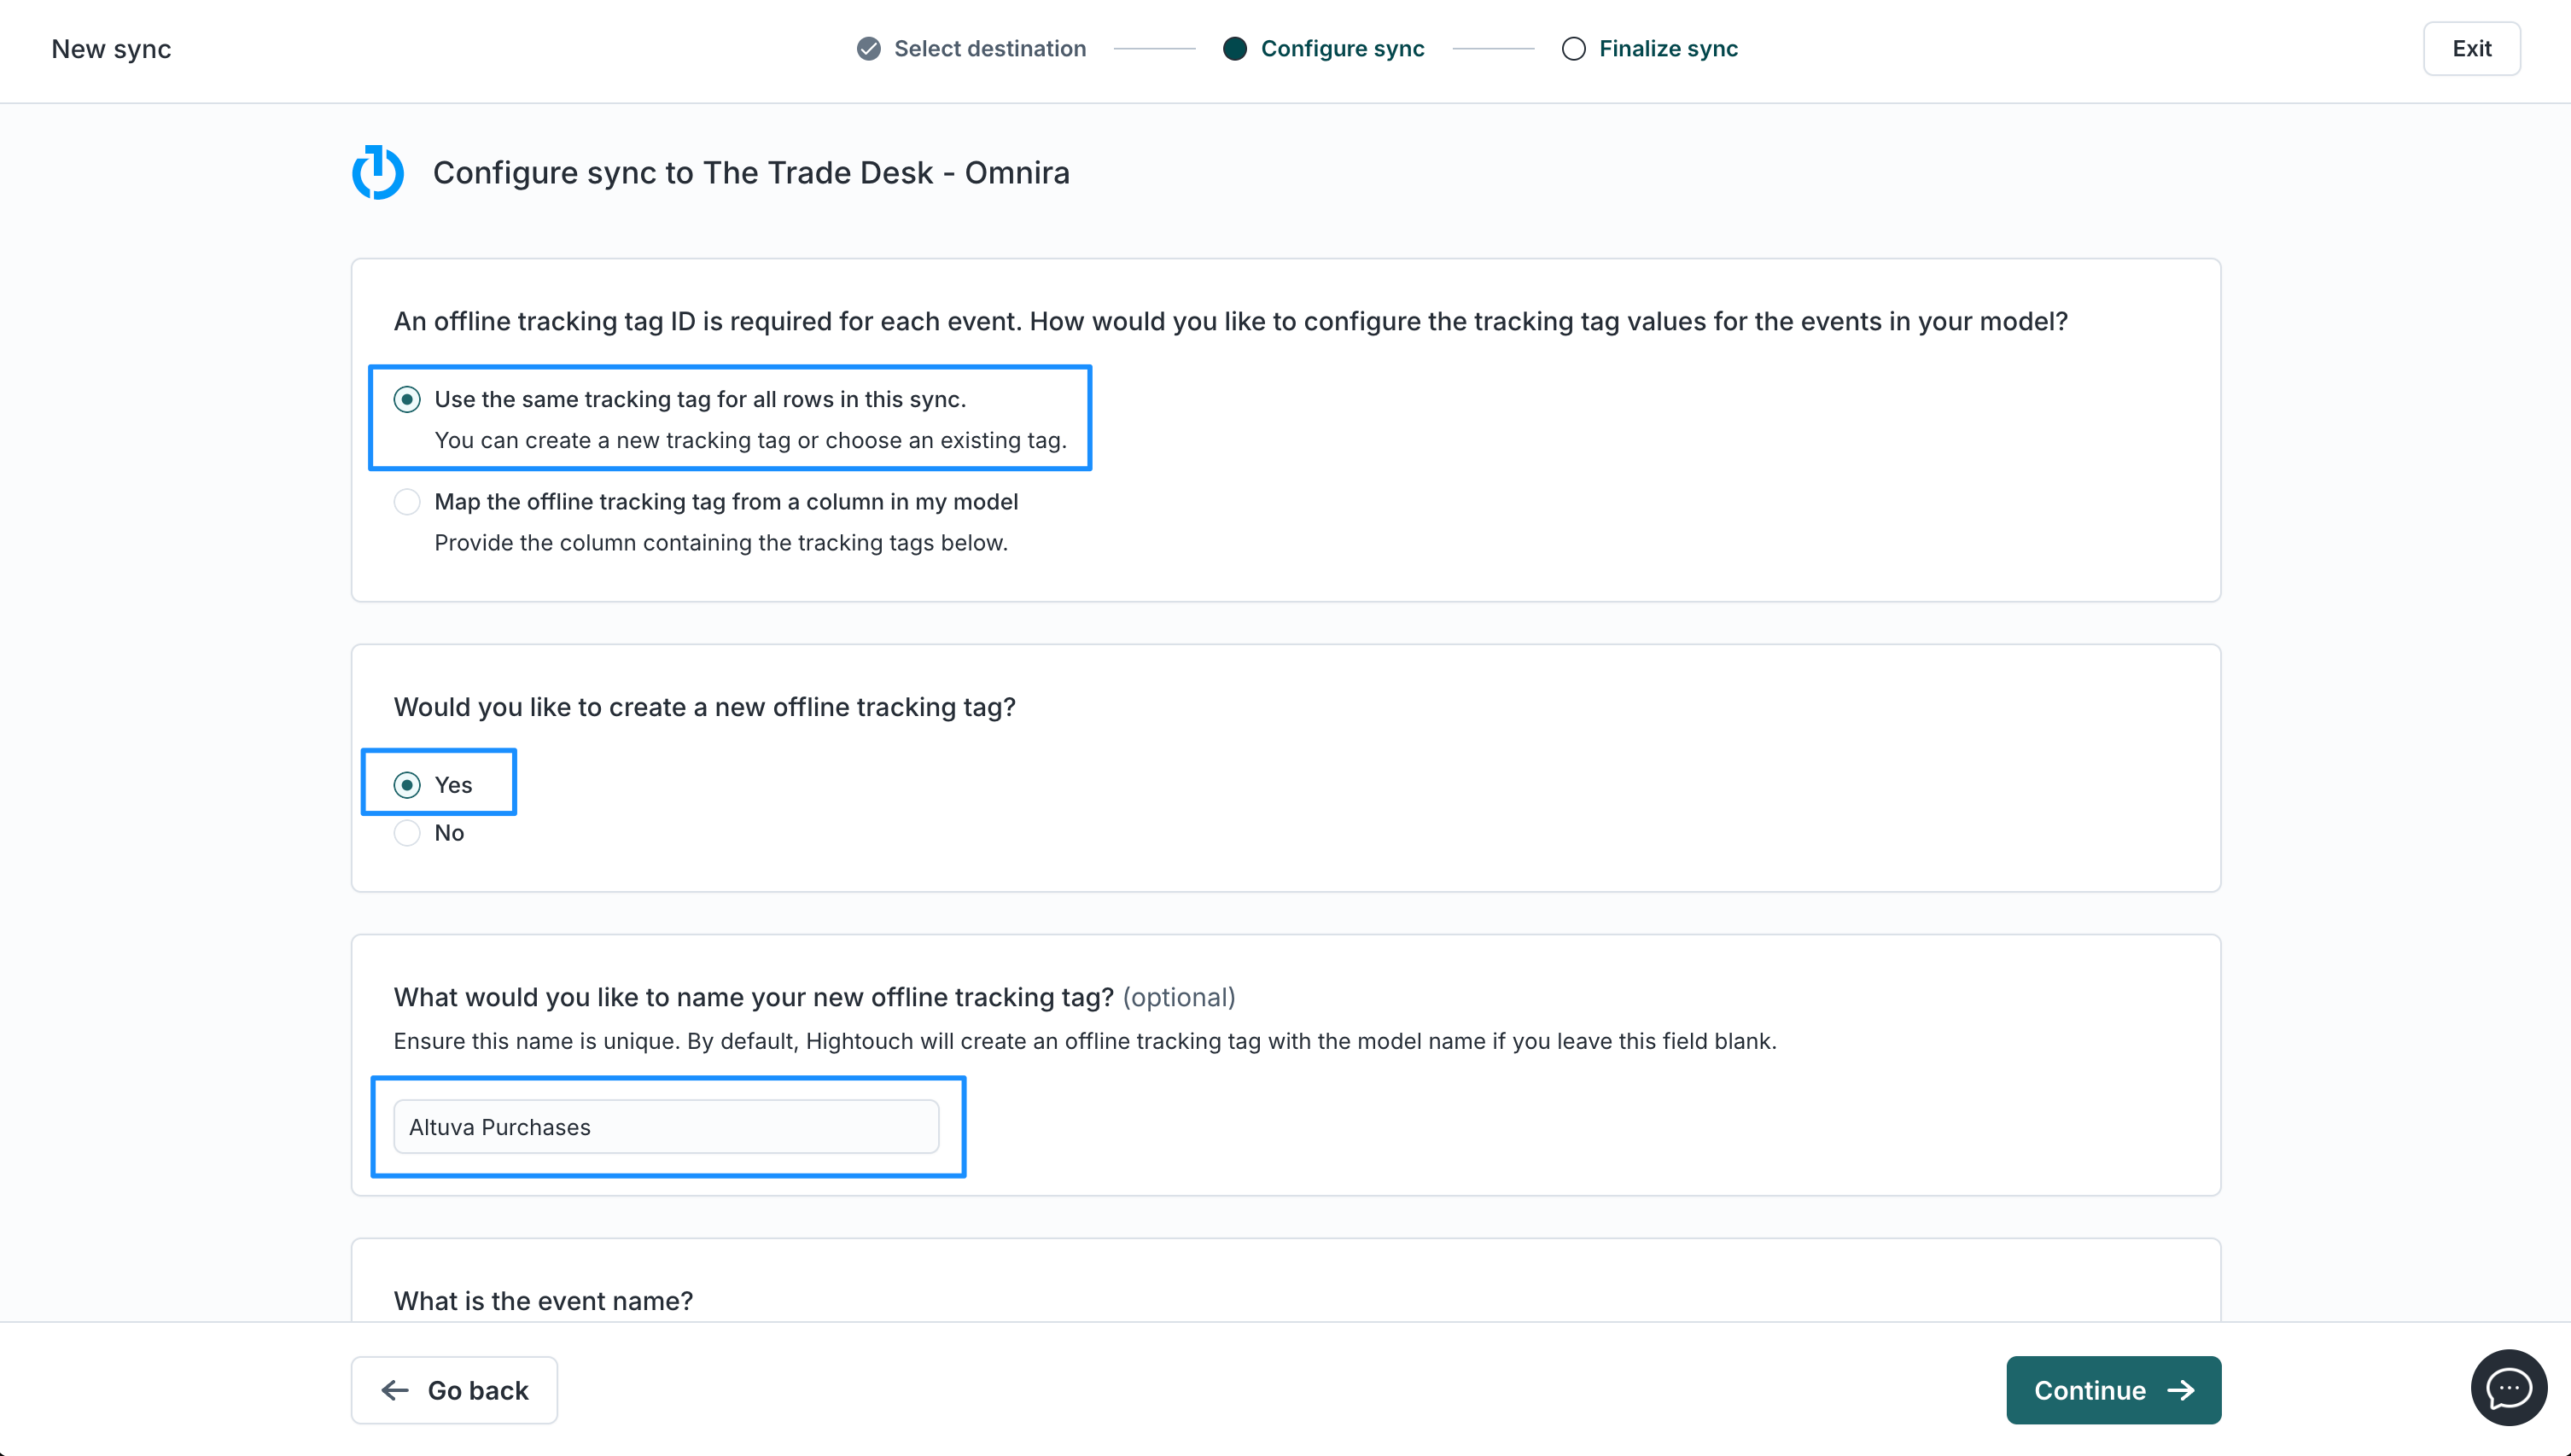 New sync
Select destination
Configure sync
Finalize sync
Exit
Configure sync to The Trade Desk - Omnira
An offline tracking tag ID is required for each event. How would you like to configure the tracking tag values for the events in your model?
Use the same tracking tag for all rows in this sync.
You can create a new tracking tag or choose an existing tag.
Map the offline tracking tag from a column in my model
Provide the column containing the tracking tags below.
Would you like to create a new offline tracking tag?
Yes
No
What would you like to name your new offline tracking tag? (optional)
Ensure this name is unique. By default, Hightouch will create an offline tracking tag with the model name if you leave this field blank.
Altuva Purchases
What is the event name?
Go back
Continue